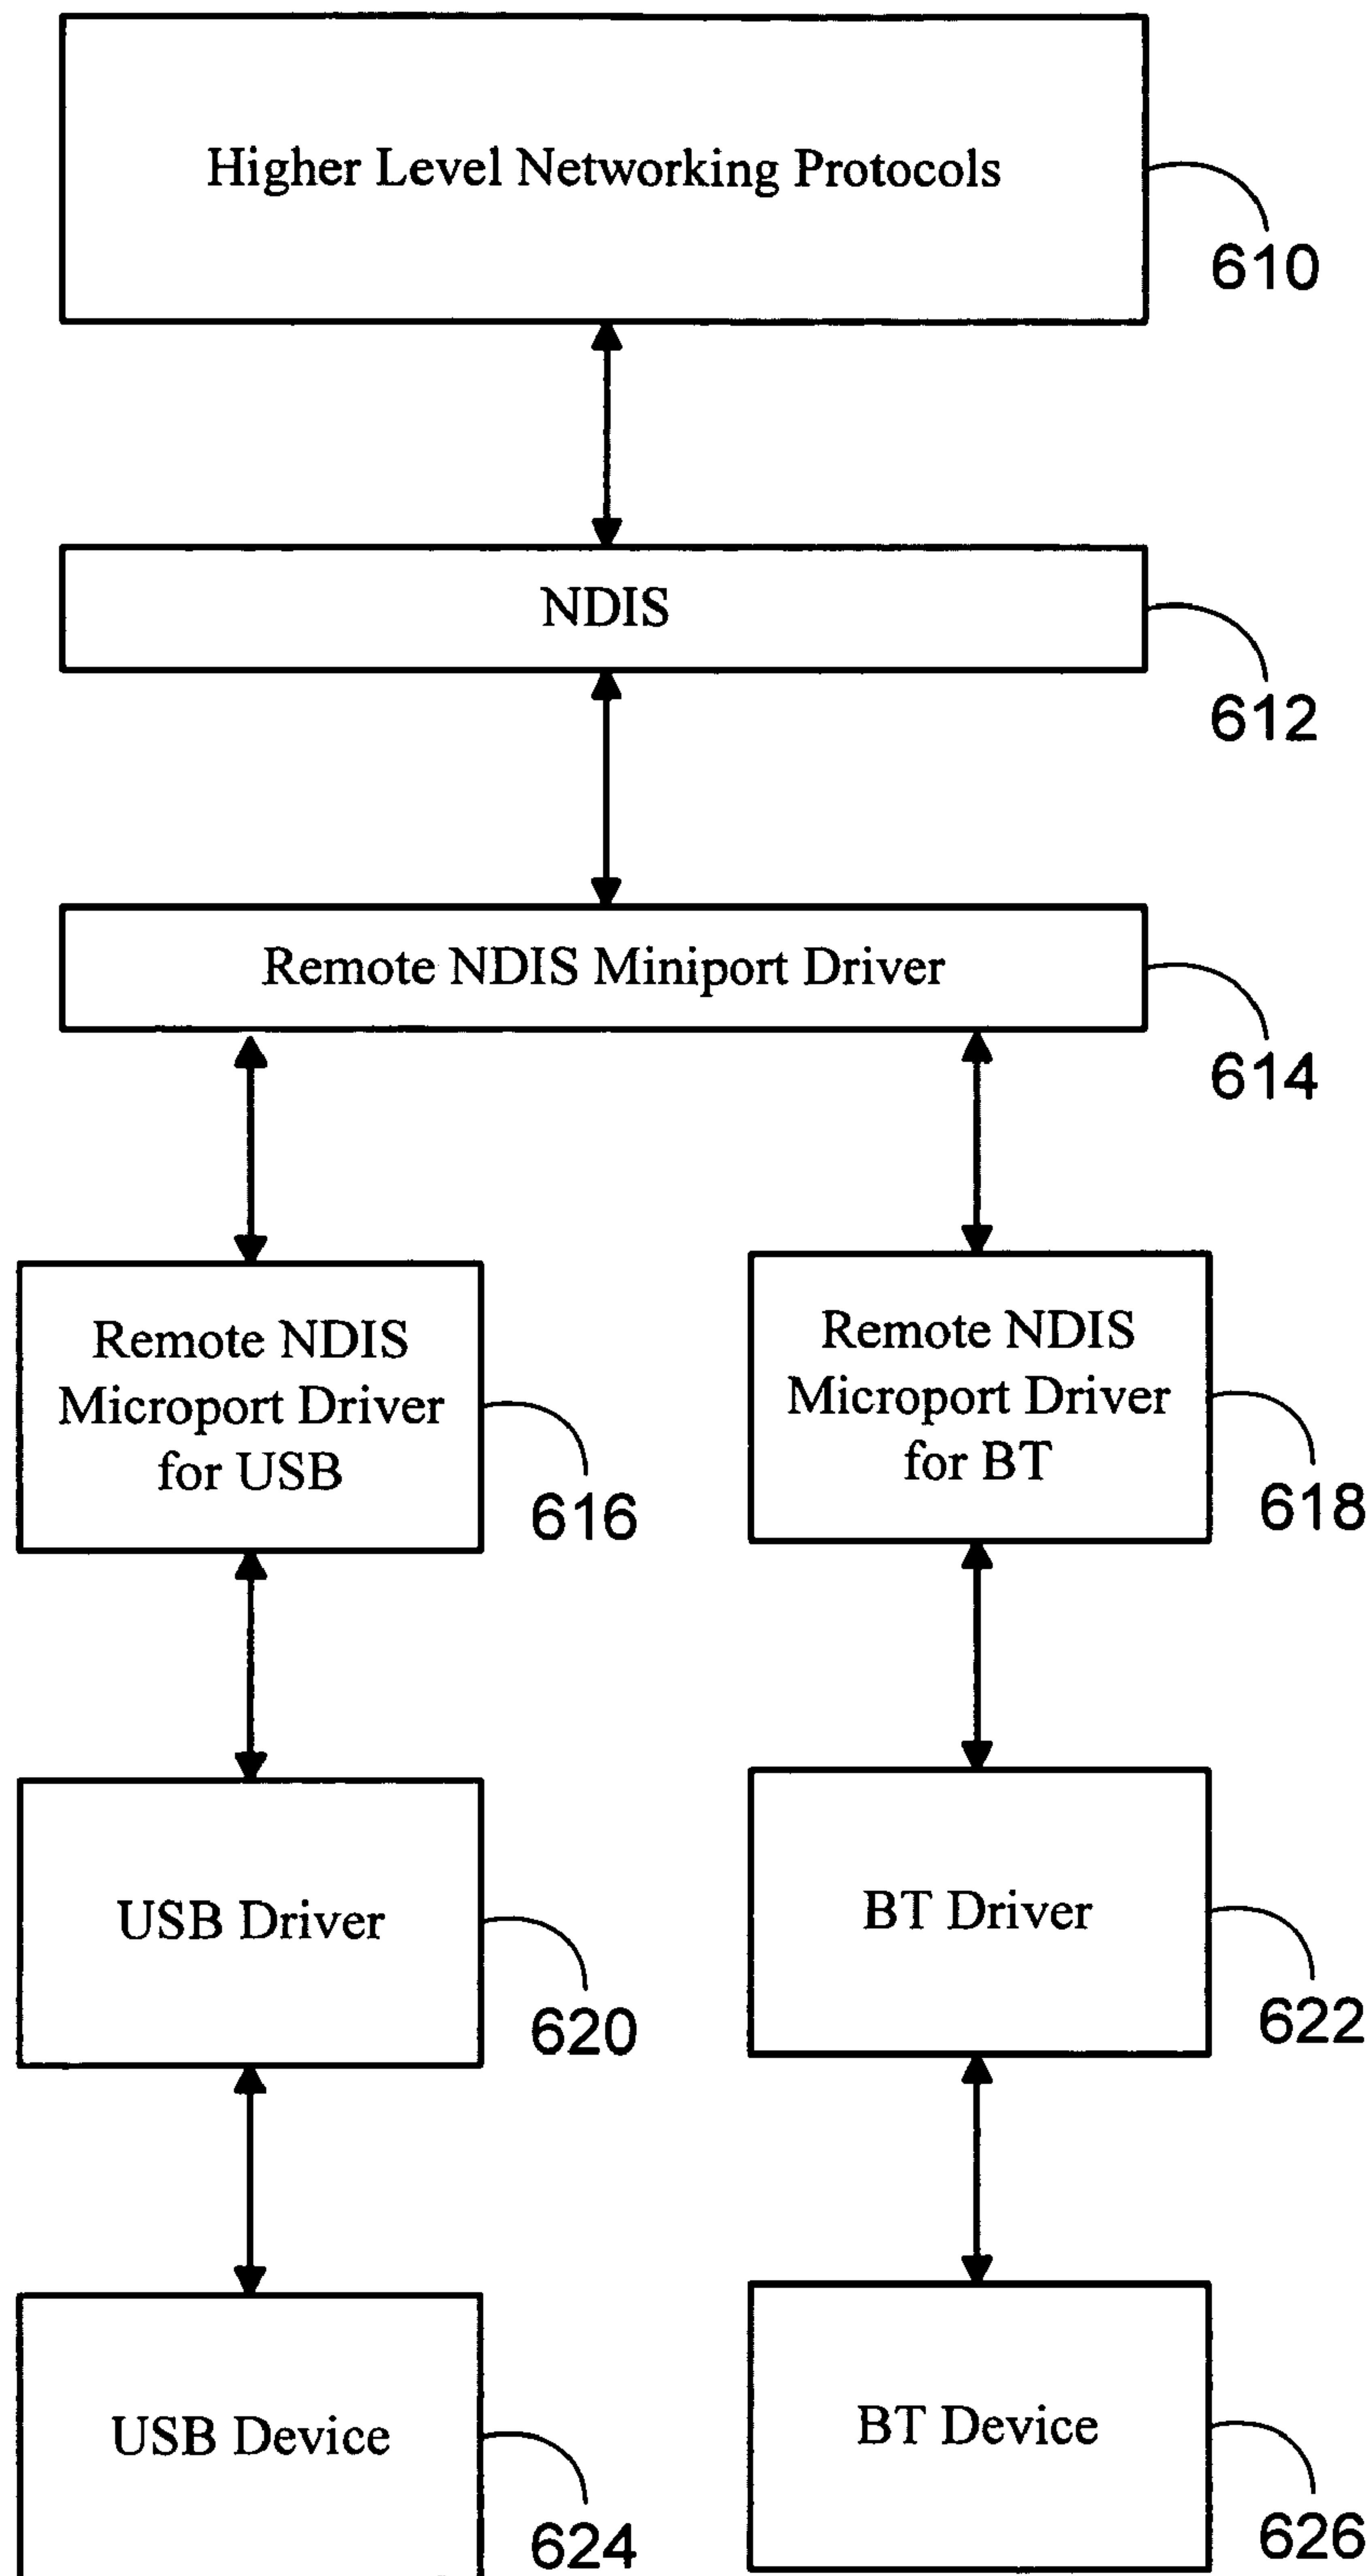 Higher Level Networking Protocols
610
NDIS
612
Remote NDIS Miniport Driver
614
Remote NDIS
Microport Driver
for USB
616
Remote NDIS
Microport Driver
for BT
618
USB Driver
620
BT Driver
622
USB Device
624
BT Device
626